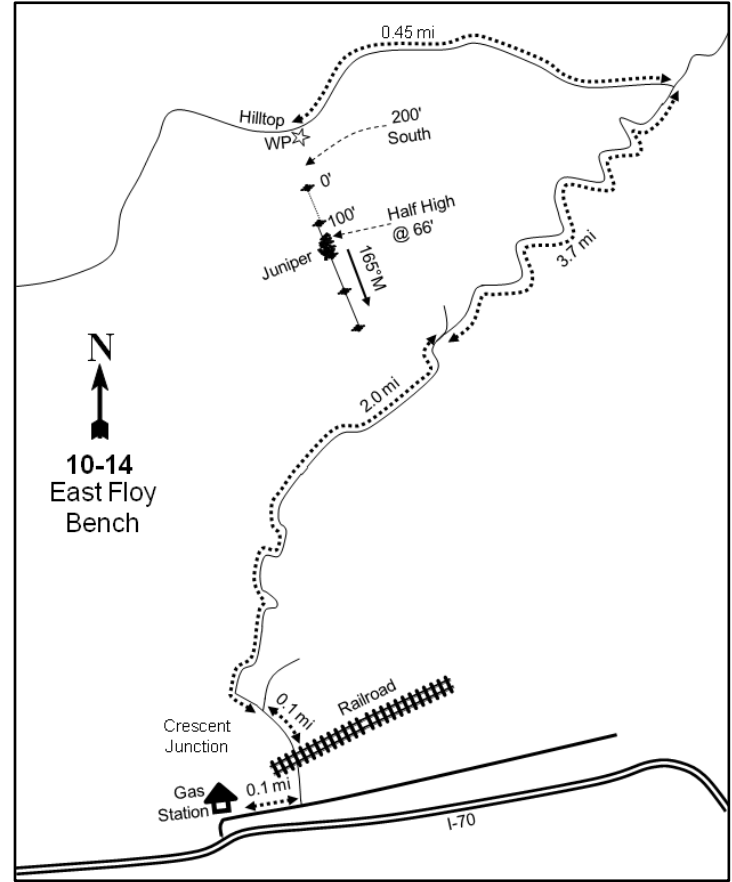 0.45 mi
Hilltop
WP
200'
South
0'
100'
Half High
@ 66'
Juniper
165°M
3.7 mi
N
10-14
East Floy
Bench
2.0 mi
Crescent
Junction
0.1 mi
Railroad
Gas
Station
0.1 mi
I-70